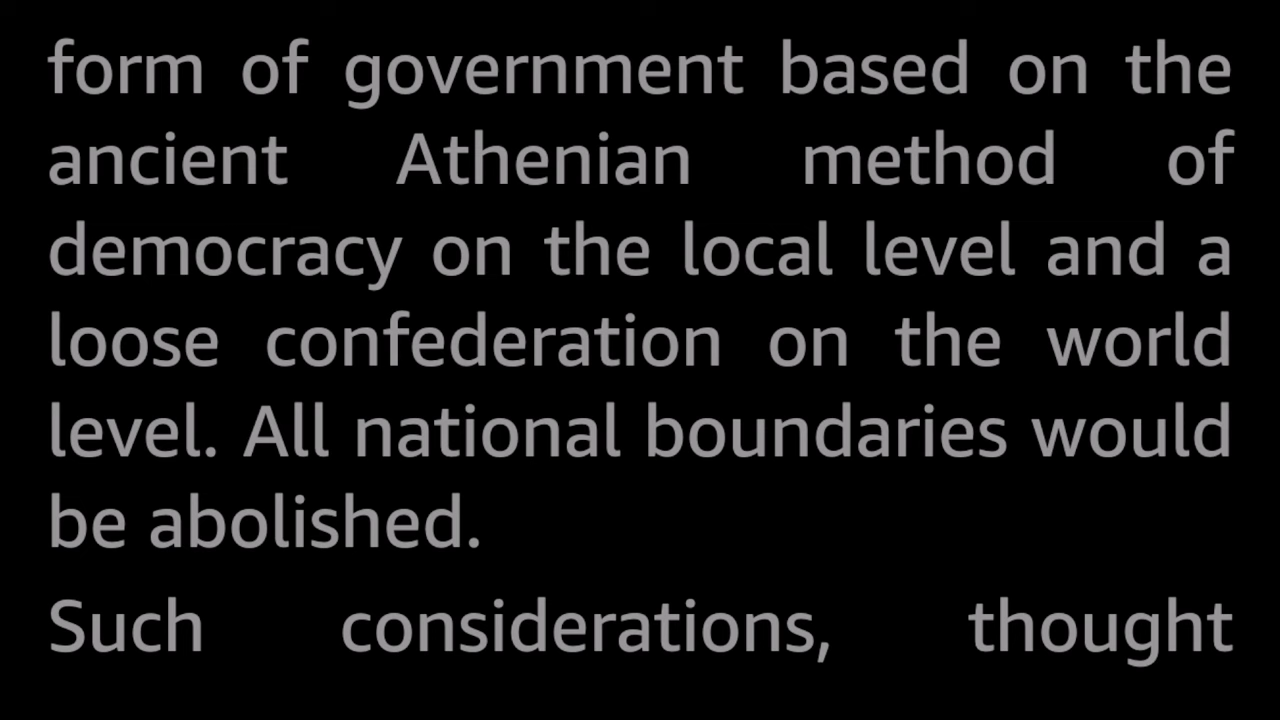 form of government based on the
ancient Athenian method of
democracy on the local level and a
loose confederation on the world
level. All national boundaries would
be abolished.
Such considerations, thought